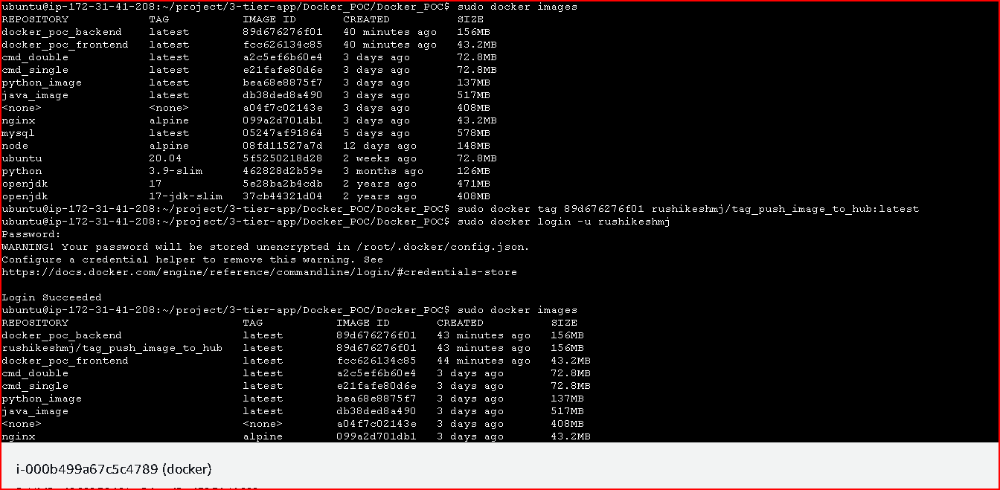 ubuntu@ip-172-31-41-208:~/project/3-tier-app/Docker_POC/Docker_POC$ sudo docker images
REPOSITORY TAG IMAGE ID CREATED SIZE
docker_poc_backend latest 89d676276f01 40 minutes ago 156MB
docker_poc_frontend latest fcc626134c85 40 minutes ago 43.2MB
cmd_double latest a2c5ef6b60e4 3 days ago 72.8MB
cmd_single latest e21fafe80d6e 3 days ago 72.8MB
python_image latest bea68e8875f7 3 days ago 137MB
java_image latest db38ded8a490 3 days ago 517MB
<none> <none> a04f7c02143e 3 days ago 408MB
nginx alpine 099a2d701db1 3 days ago 43.2MB
mysql latest 05247af91864 5 days ago 578MB
node alpine 08fd11527a7d 12 days ago 148MB
ubuntu 20.04 5f5250218d28 2 weeks ago 72.8MB
python 3.9-slim 462828d2b59e 3 months ago 126MB
openjdk 17 5e28ba2b4cdb 2 years ago 471MB
openjdk 17-jdk-slim 37cb44321d04 2 years ago 408MB
ubuntu@ip-172-31-41-208:~/project/3-tier-app/Docker_POC/Docker_POC$ sudo docker tag 89d676276f01 rushikeshmj/tag_push_image_to_hub:latest
ubuntu@ip-172-31-41-208:~/project/3-tier-app/Docker_POC/Docker_POC$ sudo docker login -u rushikeshmj
Password:
WARNING! Your password will be stored unencrypted in /root/.docker/config.json.
Configure a credential helper to remove this warning. See
https://docs.docker.com/engine/reference/commandline/login/#credentials-store
Login Succeeded
ubuntu@ip-172-31-41-208:~/project/3-tier-app/Docker_POC/Docker_POC$ sudo docker images
REPOSITORY TAG IMAGE ID CREATED SIZE
docker_poc_backend latest 89d676276f01 43 minutes ago 156MB
rushikeshmj/tag_push_image_to_hub latest 89d676276f01 43 minutes ago 156MB
docker_poc_frontend latest fcc626134c85 44 minutes ago 43.2MB
cmd_double latest a2c5ef6b60e4 3 days ago 72.8MB
cmd_single latest e21fafe80d6e 3 days ago 72.8MB
python_image latest bea68e8875f7 3 days ago 137MB
java_image latest db38ded8a490 3 days ago 517MB
<none> <none> a04f7c02143e 3 days ago 408MB
nginx alpine 099a2d701db1 3 days ago 43.2MB
i-000b499a67c5c4789 (docker)